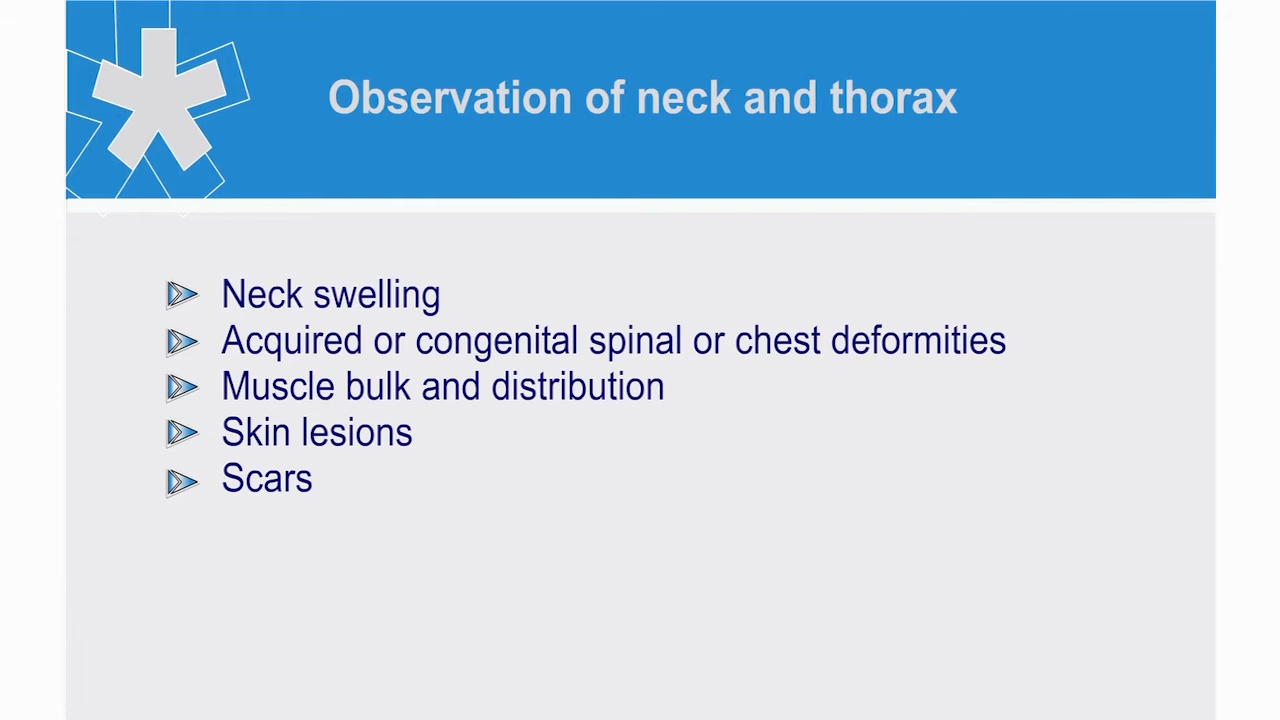 Observation of neck and thorax
Neck swelling
Acquired or congenital spinal or chest deformities
Muscle bulk and distribution
Skin lesions
Scars